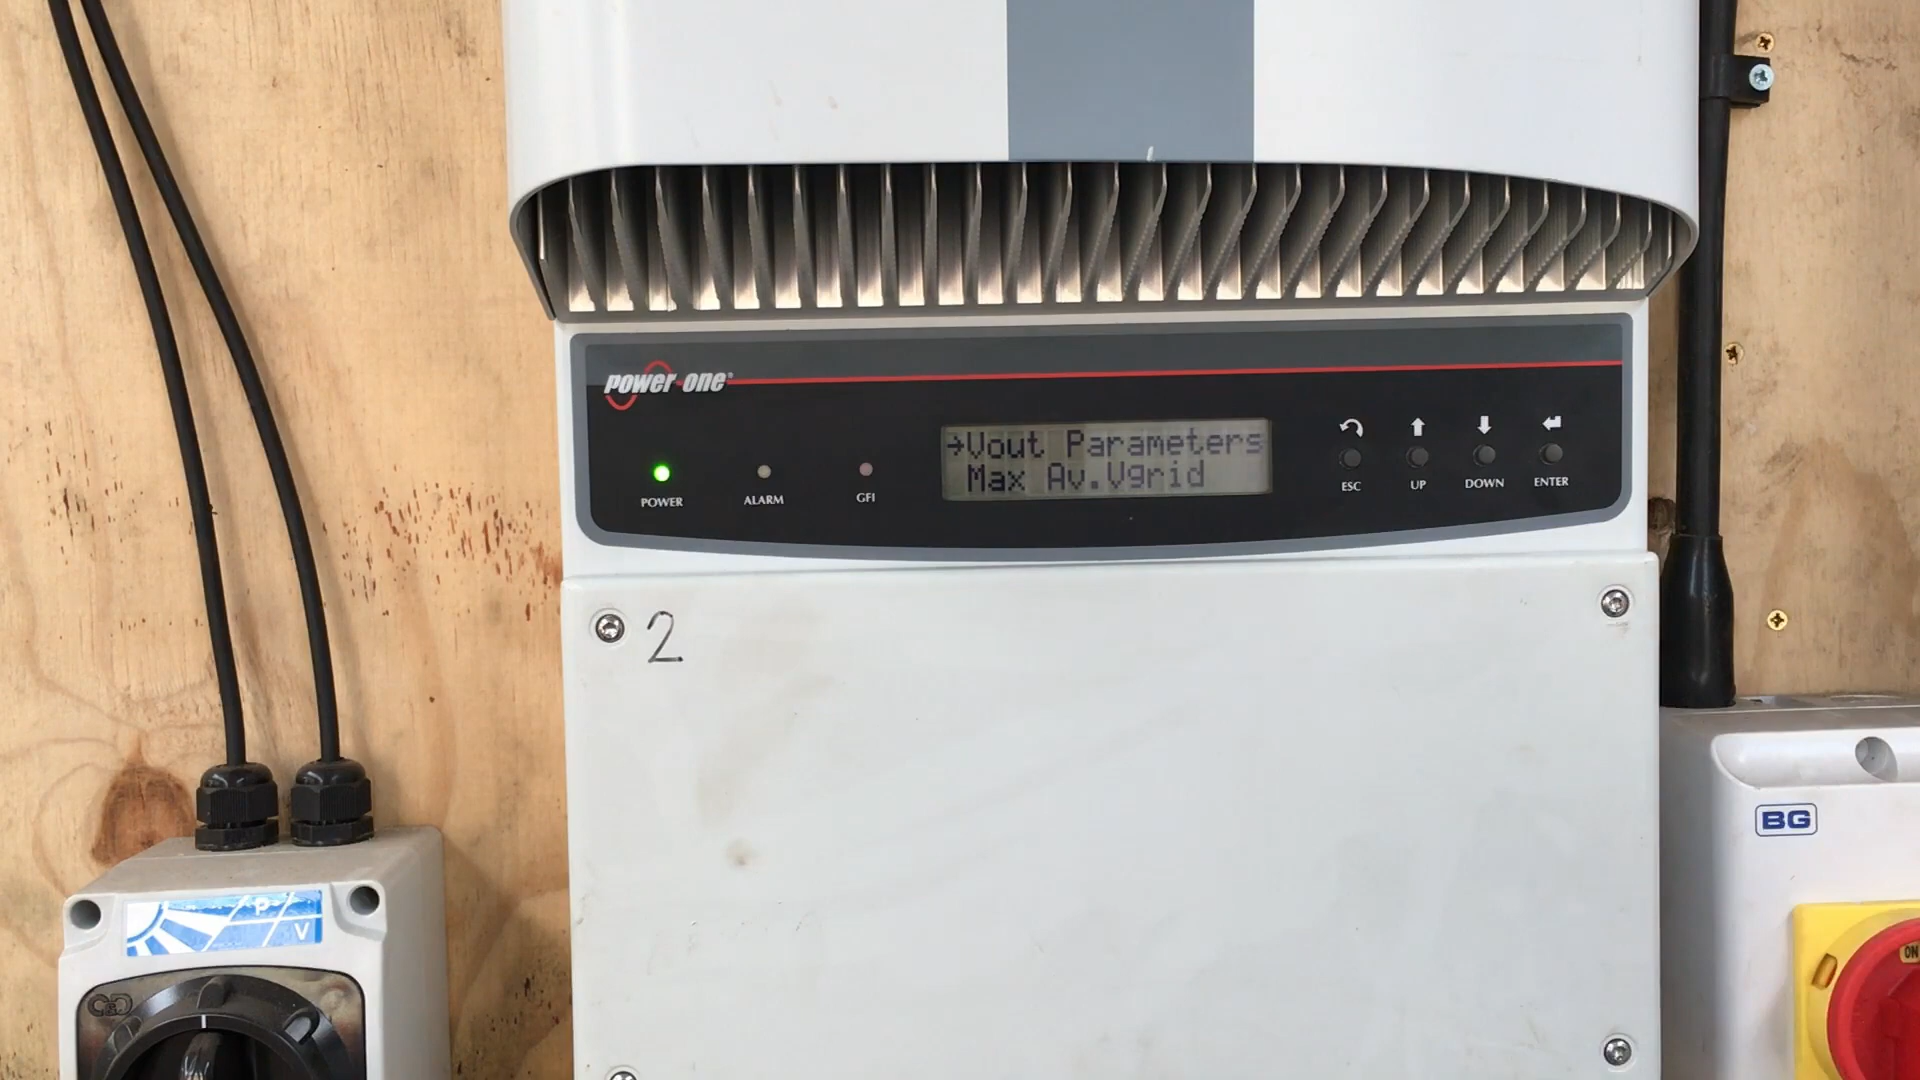 power-one®
→Vout Parameters
Max Av.Vgrid
POWER
ALARM
GFI
ESC
UP
DOWN
ENTER
2
BG
P
V
ON